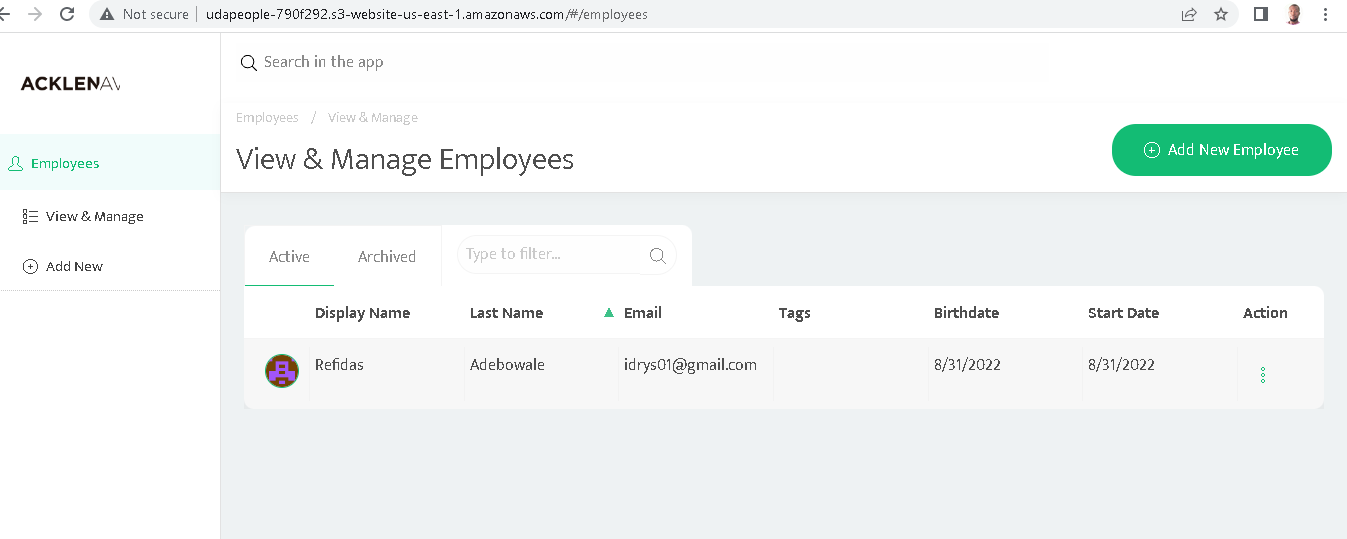 Not secure | udapeople-790f292.s3-website-us-east-1.amazonaws.com/#/employees
Search in the app
ACKLENAV
Employees / View & Manage
View & Manage Employees
Add New Employee
Employees
View & Manage
Add New
Active Archived Type to filter...
Display Name Last Name Email Tags Birthdate Start Date Action
Refidas Adebowale idrys01@gmail.com 8/31/2022 8/31/2022